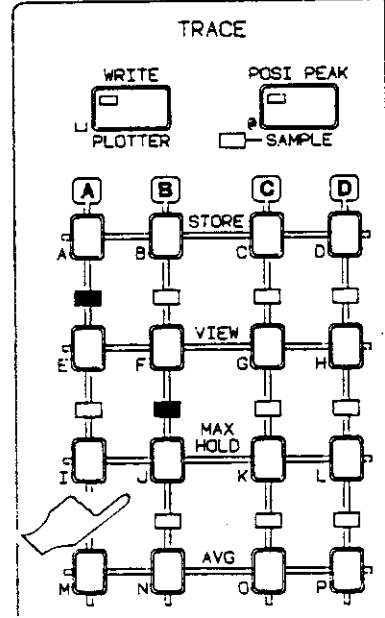 TRACE
WRITE POSI PEAK
⊔ PLOTTER @ SAMPLE
A B C D
STORE
A B C D
VIEW
E F G H
MAX
HOLD
I J K L
AVG
M N O P